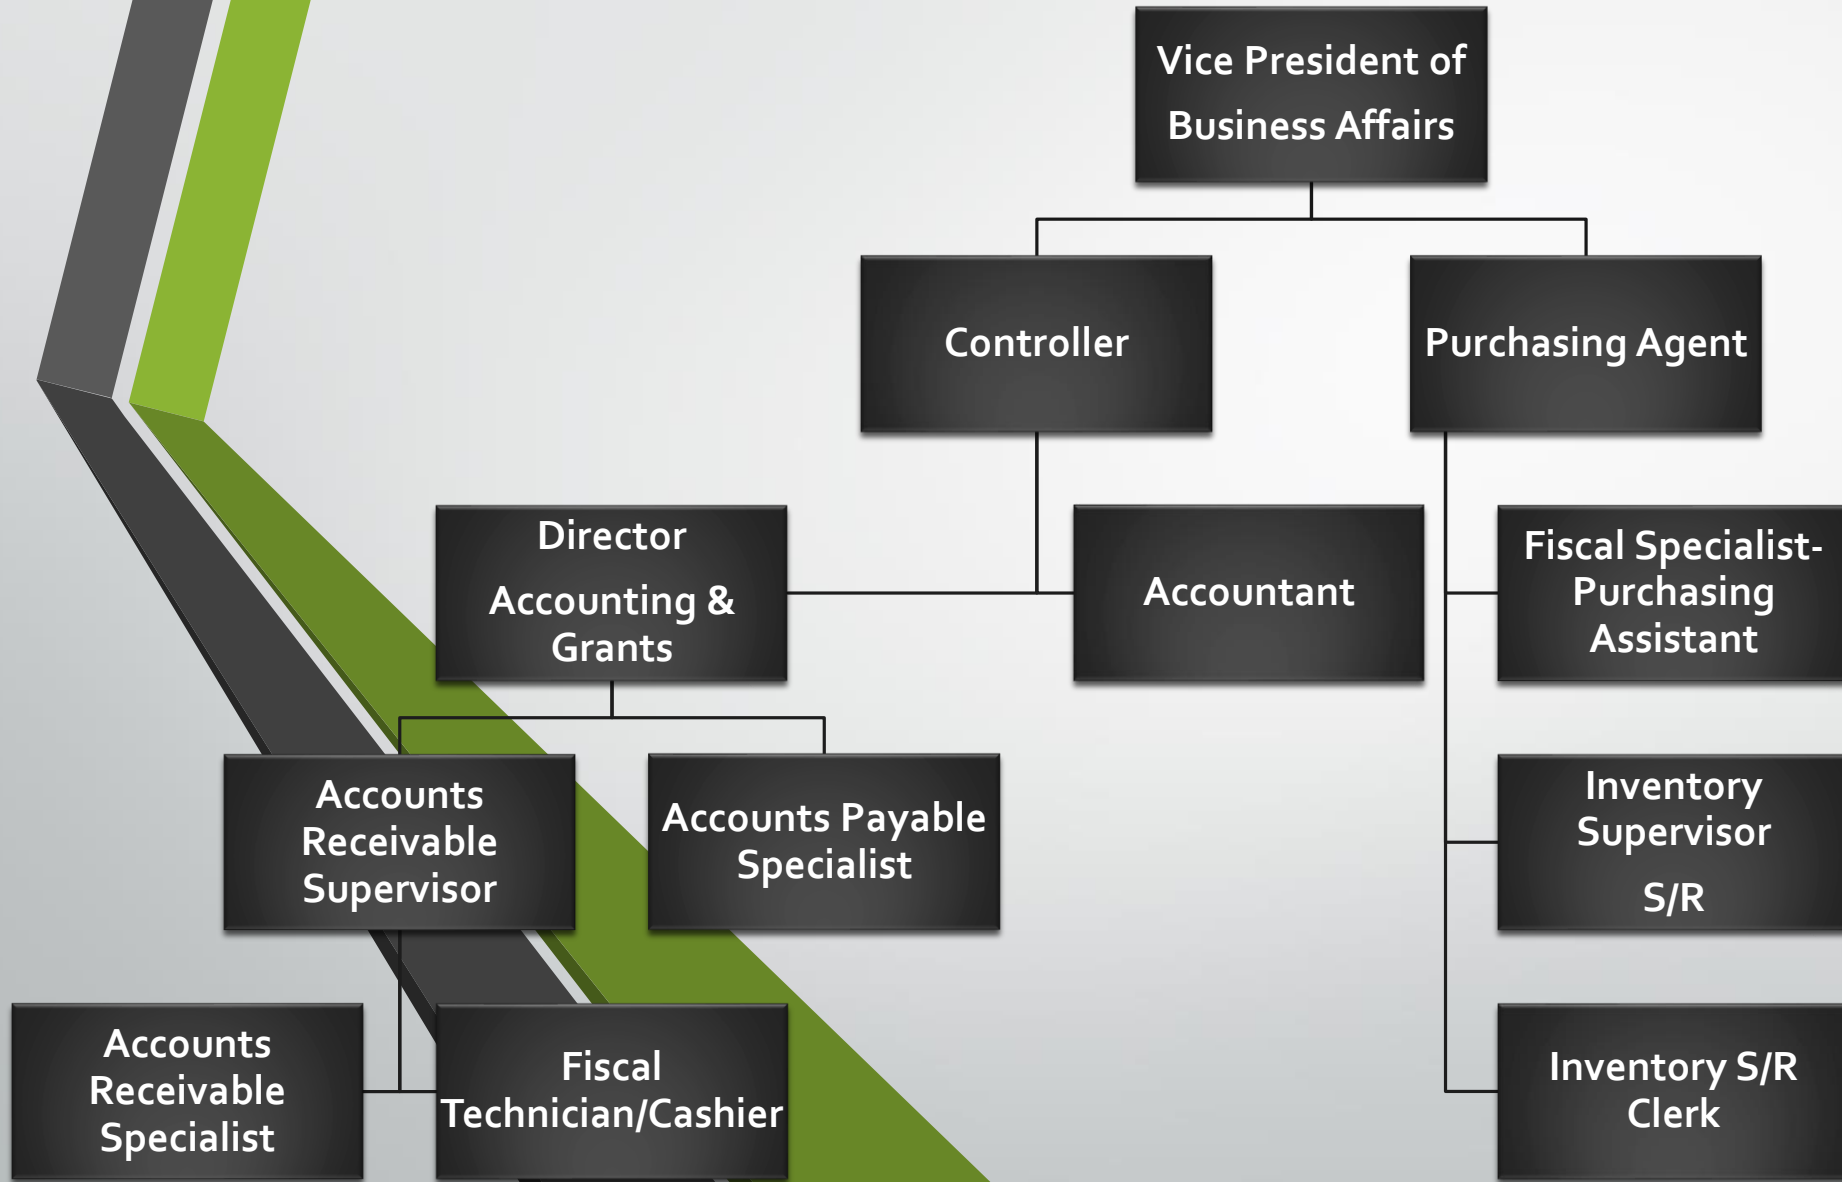 Vice President of
Business Affairs
Controller
Purchasing Agent
Director
Accounting &
Grants
Accountant
Fiscal Specialist-
Purchasing
Assistant
Accounts
Receivable
Supervisor
Accounts Payable
Specialist
Inventory
Supervisor
S/R
Accounts
Receivable
Specialist
Fiscal
Technician/Cashier
Inventory S/R
Clerk